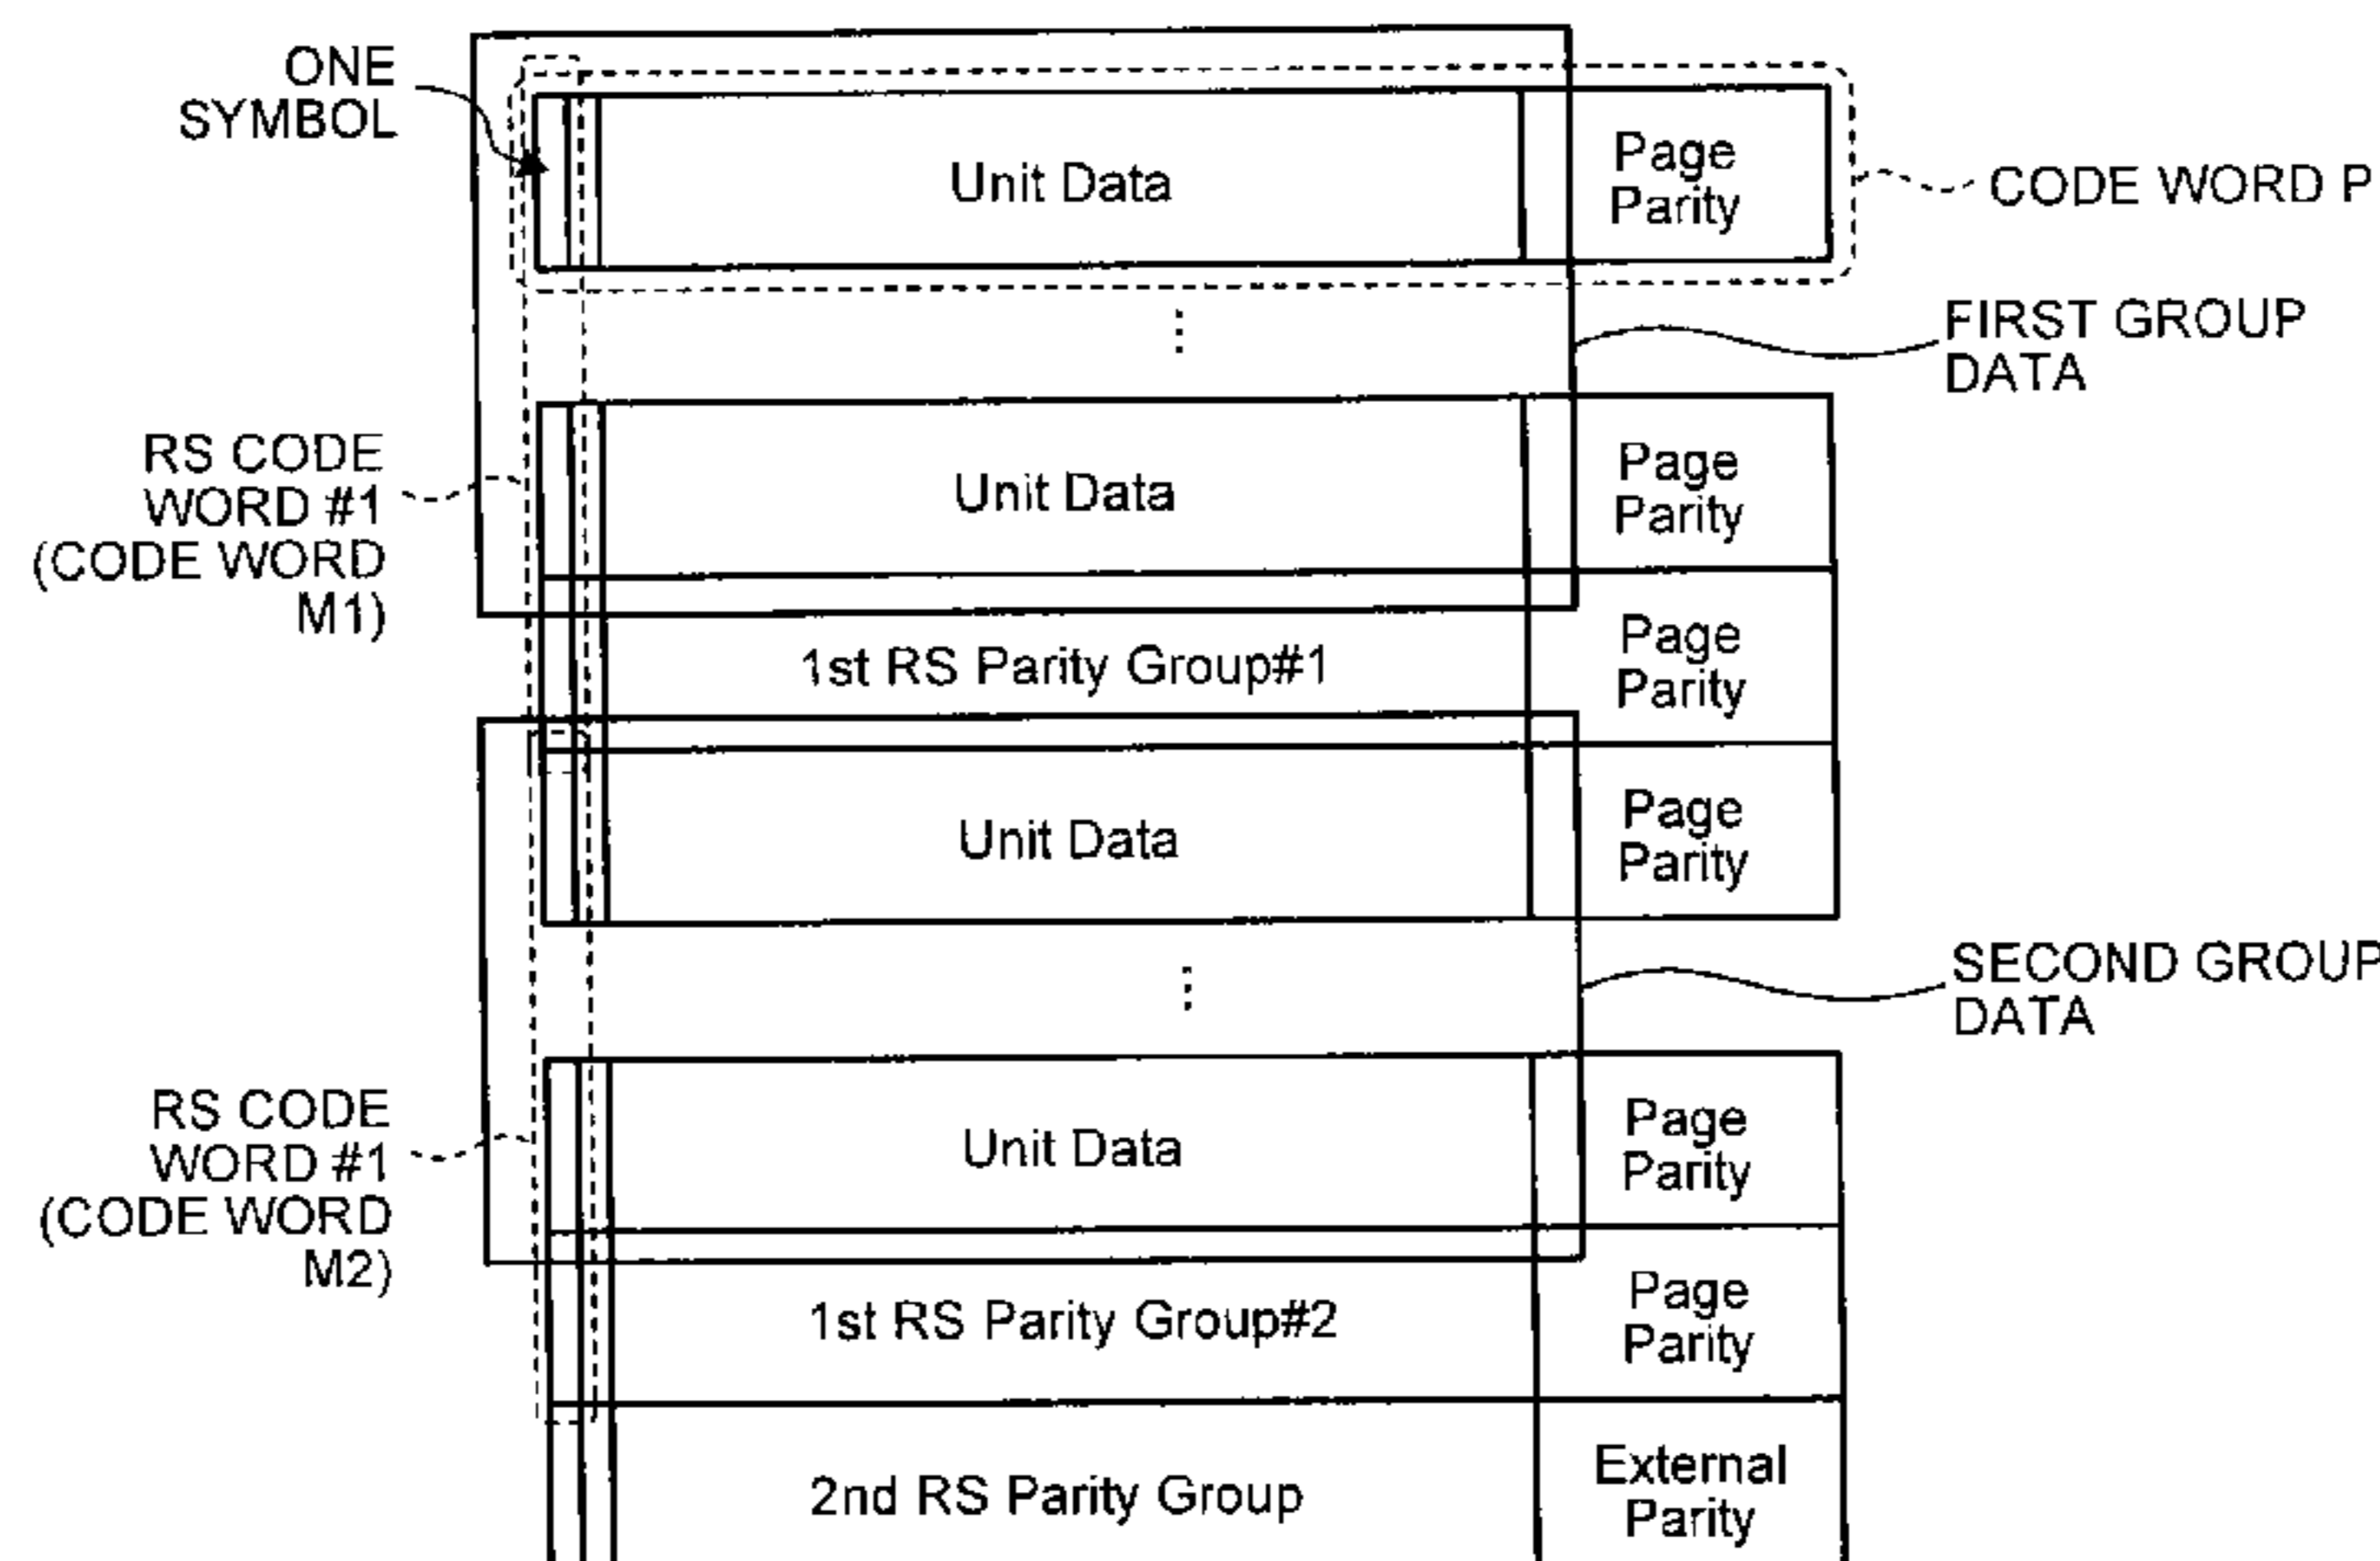 ONE
SYMBOL
Unit Data
Page
Parity
CODE WORD P
⋮
FIRST GROUP
DATA
RS CODE
WORD #1
(CODE WORD
M1)
Unit Data
Page
Parity
1st RS Parity Group#1
Page
Parity
Unit Data
Page
Parity
⋮
SECOND GROUP
DATA
RS CODE
WORD #1
(CODE WORD
M2)
Unit Data
Page
Parity
1st RS Parity Group#2
Page
Parity
2nd RS Parity Group
External
Parity